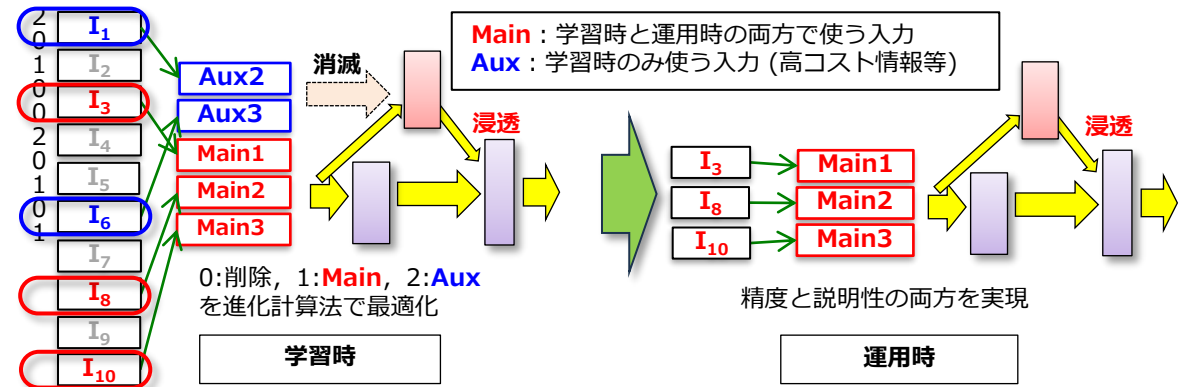 2
0
1
0
0
2
0
1
0
1
I1
I2
I3
I4
I5
I6
I7
I8
I9
I10
Aux2
Aux3
Main1
Main2
Main3
消滅
浸透
0:削除, 1:Main, 2:Aux
を進化計算法で最適化
学習時
Main：学習時と運用時の両方で使う入力
Aux：学習時のみ使う入力 (高コスト情報等)
I3
I8
I10
Main1
Main2
Main3
浸透
精度と説明性の両方を実現
運用時